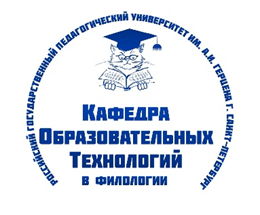 РОССИЙСКИЙ ГОСУДАРСТВЕННЫЙ ПЕДАГОГИЧЕСКИЙ УНИВЕРСИТЕТ ИМ. А.И. ГЕРЦЕНА Г. САНКТ-ПЕТЕРБУРГ
КАФЕДРА
ОБРАЗОВАТЕЛЬНЫХ
ТЕХНОЛОГИЙ
В ФИЛОЛОГИИ